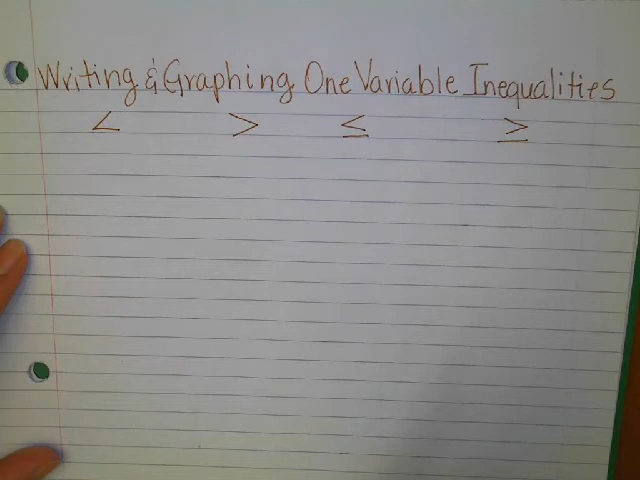 Writing & Graphing One Variable Inequalities
< > ≤ ≥